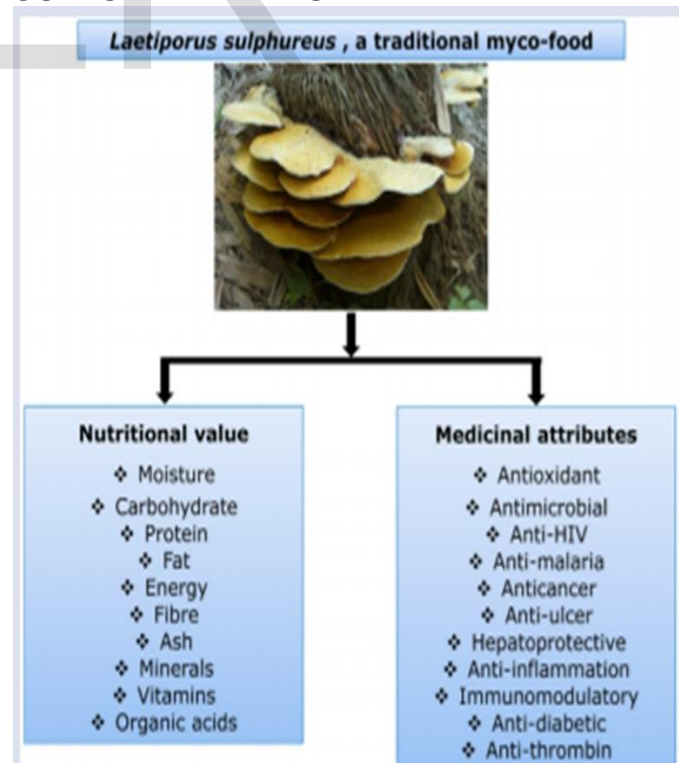 Laetiporus sulphureus , a traditional myco-food
Nutritional value
❖ Moisture
❖ Carbohydrate
❖ Protein
❖ Fat
❖ Energy
❖ Fibre
❖ Ash
❖ Minerals
❖ Vitamins
❖ Organic acids
Medicinal attributes
❖ Antioxidant
❖ Antimicrobial
❖ Anti-HIV
❖ Anti-malaria
❖ Anticancer
❖ Anti-ulcer
❖ Hepatoprotective
❖ Anti-inflammation
❖ Immunomodulatory
❖ Anti-diabetic
❖ Anti-thrombin